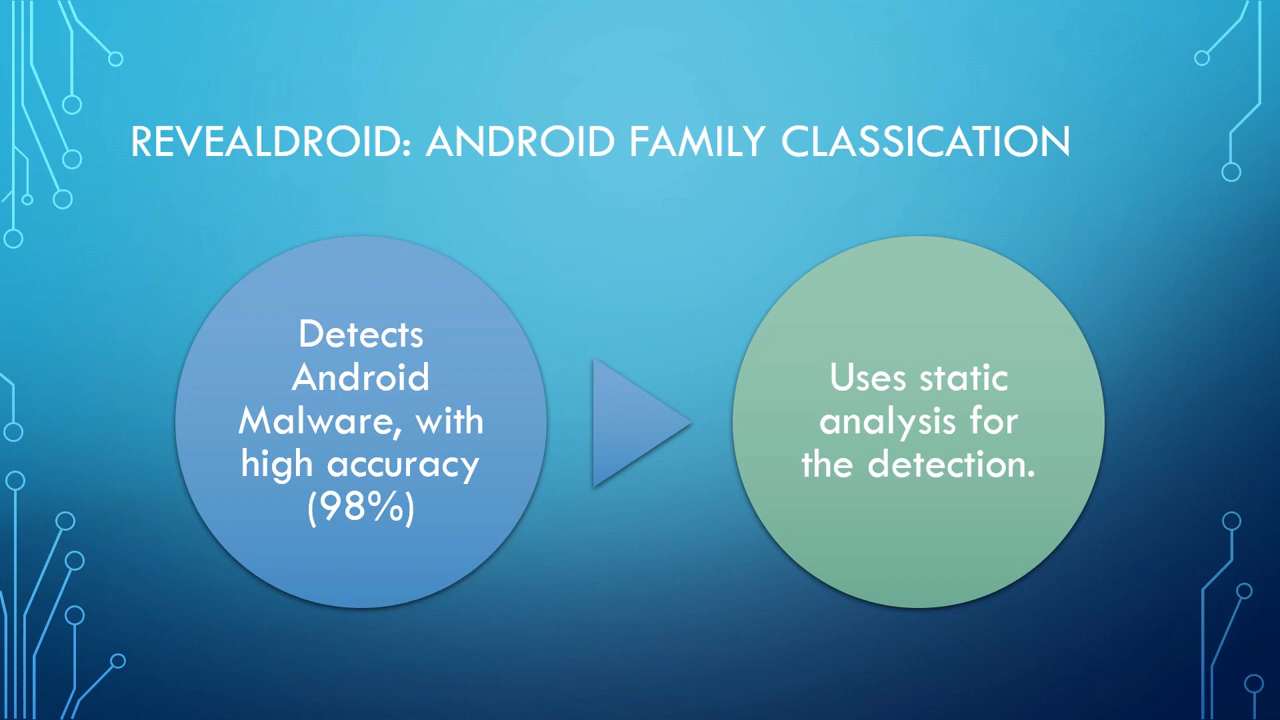 REVEALDROID: ANDROID FAMILY CLASSICATION
Detects
Android
Malware, with
high accuracy
(98%)
Uses static
analysis for
the detection.